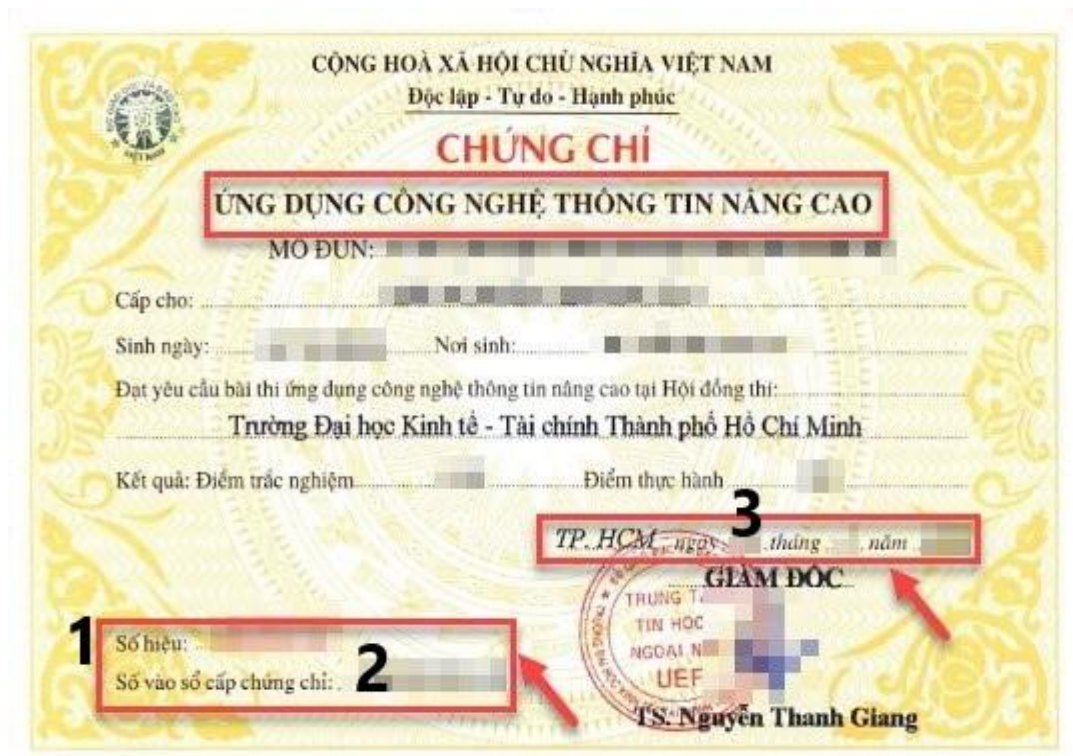 CỘNG HOÀ XÃ HỘI CHỦ NGHĨA VIỆT NAM
Độc lập - Tự do - Hạnh phúc
CHỨNG CHỈ
ỨNG DỤNG CÔNG NGHỆ THÔNG TIN NÂNG CAO
MÔ ĐUN:
Cấp cho:
Sinh ngày: Nơi sinh:
Đạt yêu cầu bài thi ứng dụng công nghệ thông tin nâng cao tại Hội đồng thi:
Trường Đại học Kinh tế - Tài chính Thành phố Hồ Chí Minh
Kết quả: Điểm trắc nghiệm Điểm thực hành
3
TP. HCM ngày tháng năm
GIÁM ĐỐC
TRUNG
TIN HỌC
NGOẠI
UEF
1
Số hiệu:
2
Số vào sổ cấp chứng chỉ:
TS. Nguyễn Thanh Giang